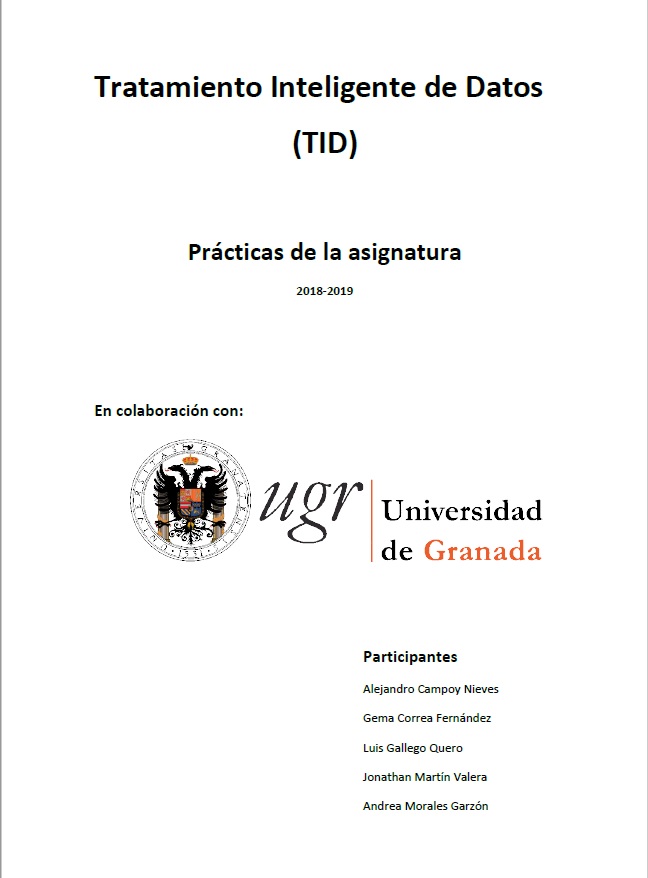 Tratamiento Inteligente de Datos
(TID)
Prácticas de la asignatura
2018-2019
En colaboración con:
ugr
Universidad
de Granada
Participantes
Alejandro Campoy Nieves
Gema Correa Fernández
Luis Gallego Quero
Jonathan Martín Valera
Andrea Morales Garzón